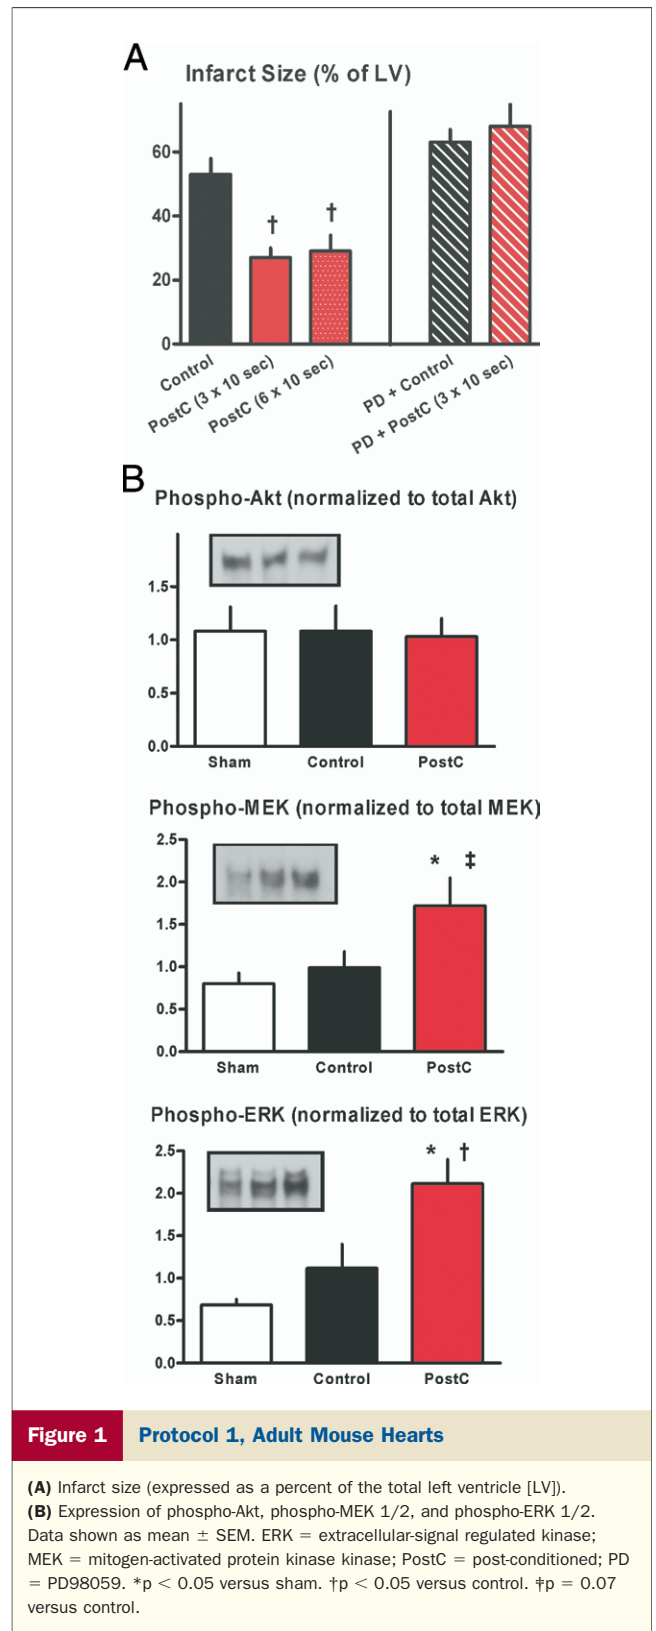 A
Infarct Size (% of LV)
60
40
20
0
† †
Control
PostC (3 x 10 sec)
PostC (6 x 10 sec)
PD + Control
PD + PostC (3 x 10 sec)
B
Phospho-Akt (normalized to total Akt)
1.5
1.0
0.5
0.0
Sham Control PostC
Phospho-MEK (normalized to total MEK)
2.5
2.0
1.5
1.0
0.5
0.0
* ‡
Sham Control PostC
Phospho-ERK (normalized to total ERK)
2.5
2.0
1.5
1.0
0.5
0.0
* †
Sham Control PostC
Figure 1 Protocol 1, Adult Mouse Hearts
(A) Infarct size (expressed as a percent of the total left ventricle [LV]).
(B) Expression of phospho-Akt, phospho-MEK 1/2, and phospho-ERK 1/2.
Data shown as mean ± SEM. ERK = extracellular-signal regulated kinase;
MEK = mitogen-activated protein kinase kinase; PostC = post-conditioned; PD
= PD98059. *p < 0.05 versus sham. †p < 0.05 versus control. ‡p = 0.07
versus control.